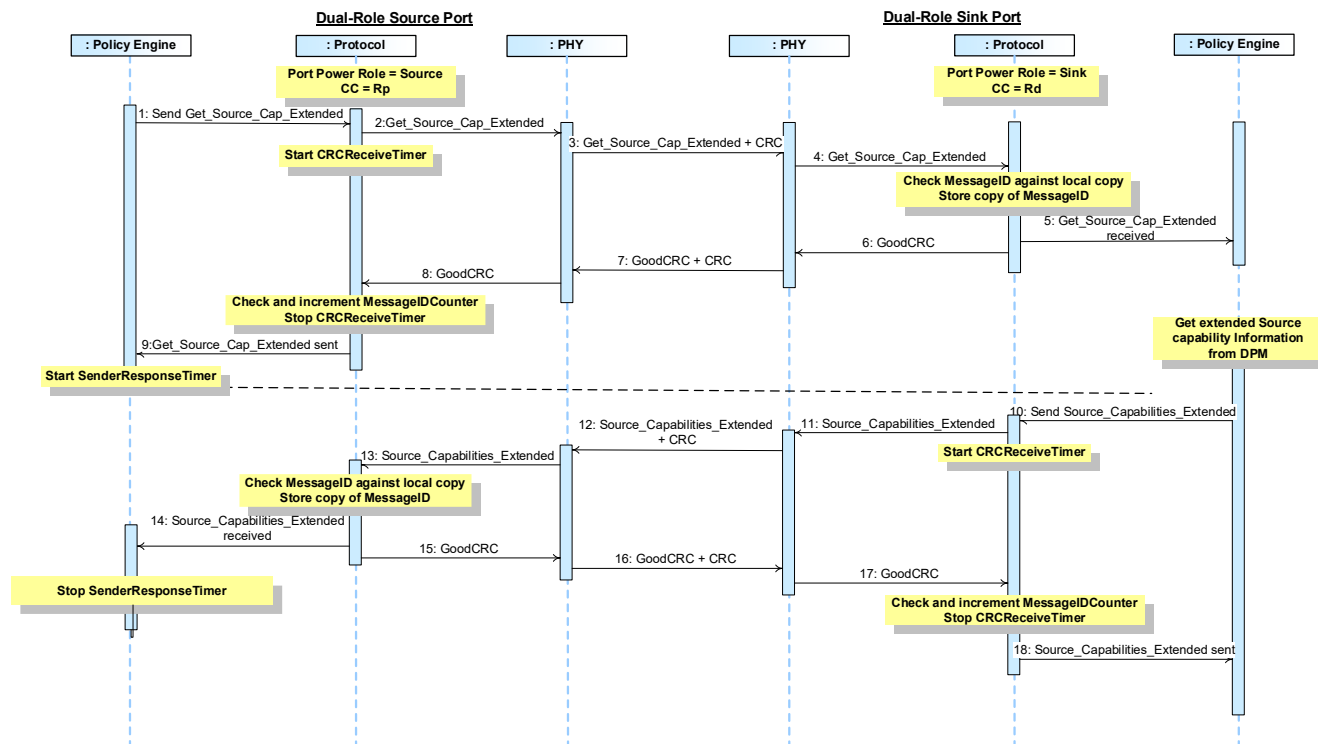 Dual-Role Source Port
Dual-Role Sink Port
: Policy Engine
: Protocol
: PHY
: PHY
: Protocol
: Policy Engine
Port Power Role = Source
CC = Rp
Port Power Role = Sink
CC = Rd
1: Send Get_Source_Cap_Extended
2:Get_Source_Cap_Extended
Start CRCReceiveTimer
3: Get_Source_Cap_Extended + CRC
4: Get_Source_Cap_Extended
Check MessageID against local copy
Store copy of MessageID
5: Get_Source_Cap_Extended
received
6: GoodCRC
7: GoodCRC + CRC
8: GoodCRC
Check and increment MessageIDCounter
Stop CRCReceiveTimer
9:Get_Source_Cap_Extended sent
Start SenderResponseTimer
Get extended Source
capability Information
from DPM
10: Send Source_Capabilities_Extended
11: Source_Capabilities_Extended
Start CRCReceiveTimer
12: Source_Capabilities_Extended
+ CRC
13: Source_Capabilities_Extended
Check MessageID against local copy
Store copy of MessageID
14: Source_Capabilities_Extended
received
15: GoodCRC
16: GoodCRC + CRC
17: GoodCRC
Stop SenderResponseTimer
Check and increment MessageIDCounter
Stop CRCReceiveTimer
18: Source_Capabilities_Extended sent